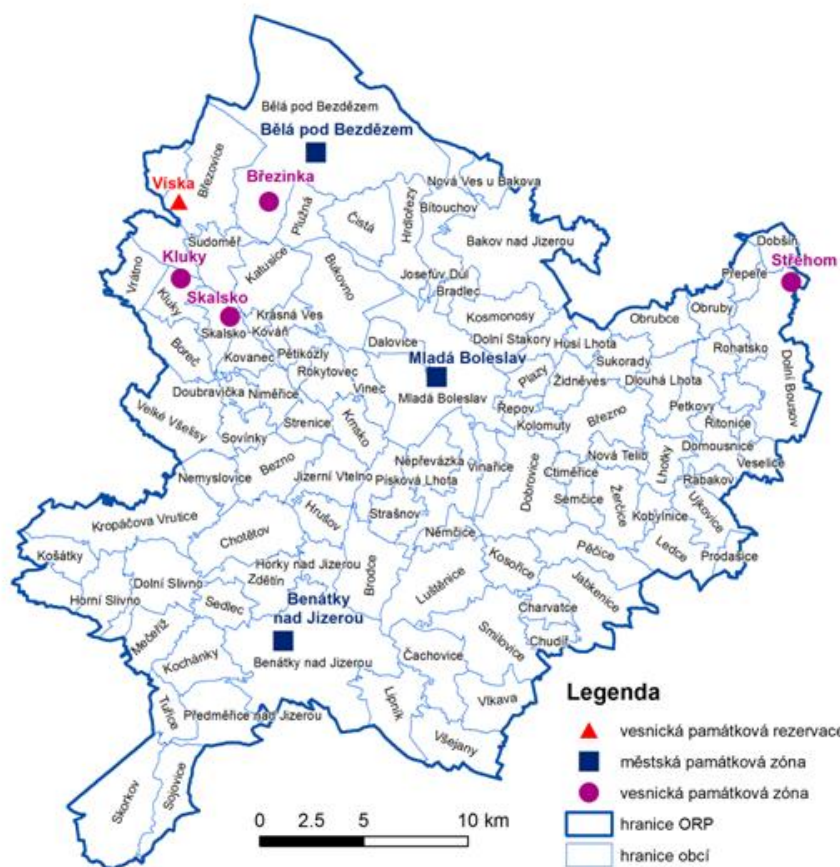 Bělá pod Bezdězem
Bělá pod Bezdězem
Víska
Březovice
Březinka
Plužná
Čistá
Hrdlořezy
Nová Ves u Bakova
Bítouchov
Bakov nad Jizerou
Sudoměř
Kluky
Vrátno
Kluky
Katusice
Bukovno
Josefův Důl
Bradlec
Dobšín
Střehom
Přepeře
Skalsko
Skalsko
Krásná Ves
Kováň
Kosmonosy
Obrubce
Obruby
Boreč
Kovanec
Pětikozly
Rokytovec
Dalovice
Dolní Stakory
Husí Lhota
Sukorady
Rohatsko
Dolní Bousov
Mladá Boleslav
Mladá Boleslav
Plazy
Židněves
Dlouhá Lhota
Doubravička
Niměřice
Vinec
Řepov
Kolomuty
Březno
Petkovy
Řitonice
Velké Všelisy
Sovínky
Strenice
Krnsko
Domousnice
Nemyslovice
Bezno
Jizerní Vtelno
Nepřevázka
Písková Lhota
Vinařice
Dobrovice
Ctiměřice
Nová Telib
Lhotky
Veselice
Rabakov
Semčice
Žerčice
Kobylnice
Ujkovice
Kropáčova Vrutice
Chotětov
Hrušov
Strašnov
Němčice
Ledce
Prodašice
Košátky
Dolní Slivno
Horky nad Jizerou
Zdětín
Brodce
Luštěnice
Kosořice
Pěčice
Jabkenice
Horní Slivno
Sedlec
Benátky
nad Jizerou
Benátky nad Jizerou
Charvatce
Chudíř
Mečeříž
Kochánky
Čachovice
Smilovice
Tuřice
Předměřice nad Jizerou
Lipník
Vlkava
Všejany
Skorkov
Sojovice
Legenda
vesnická památková rezervace
městská památková zóna
vesnická památková zóna
hranice ORP
hranice obcí
0 2.5 5 10 km